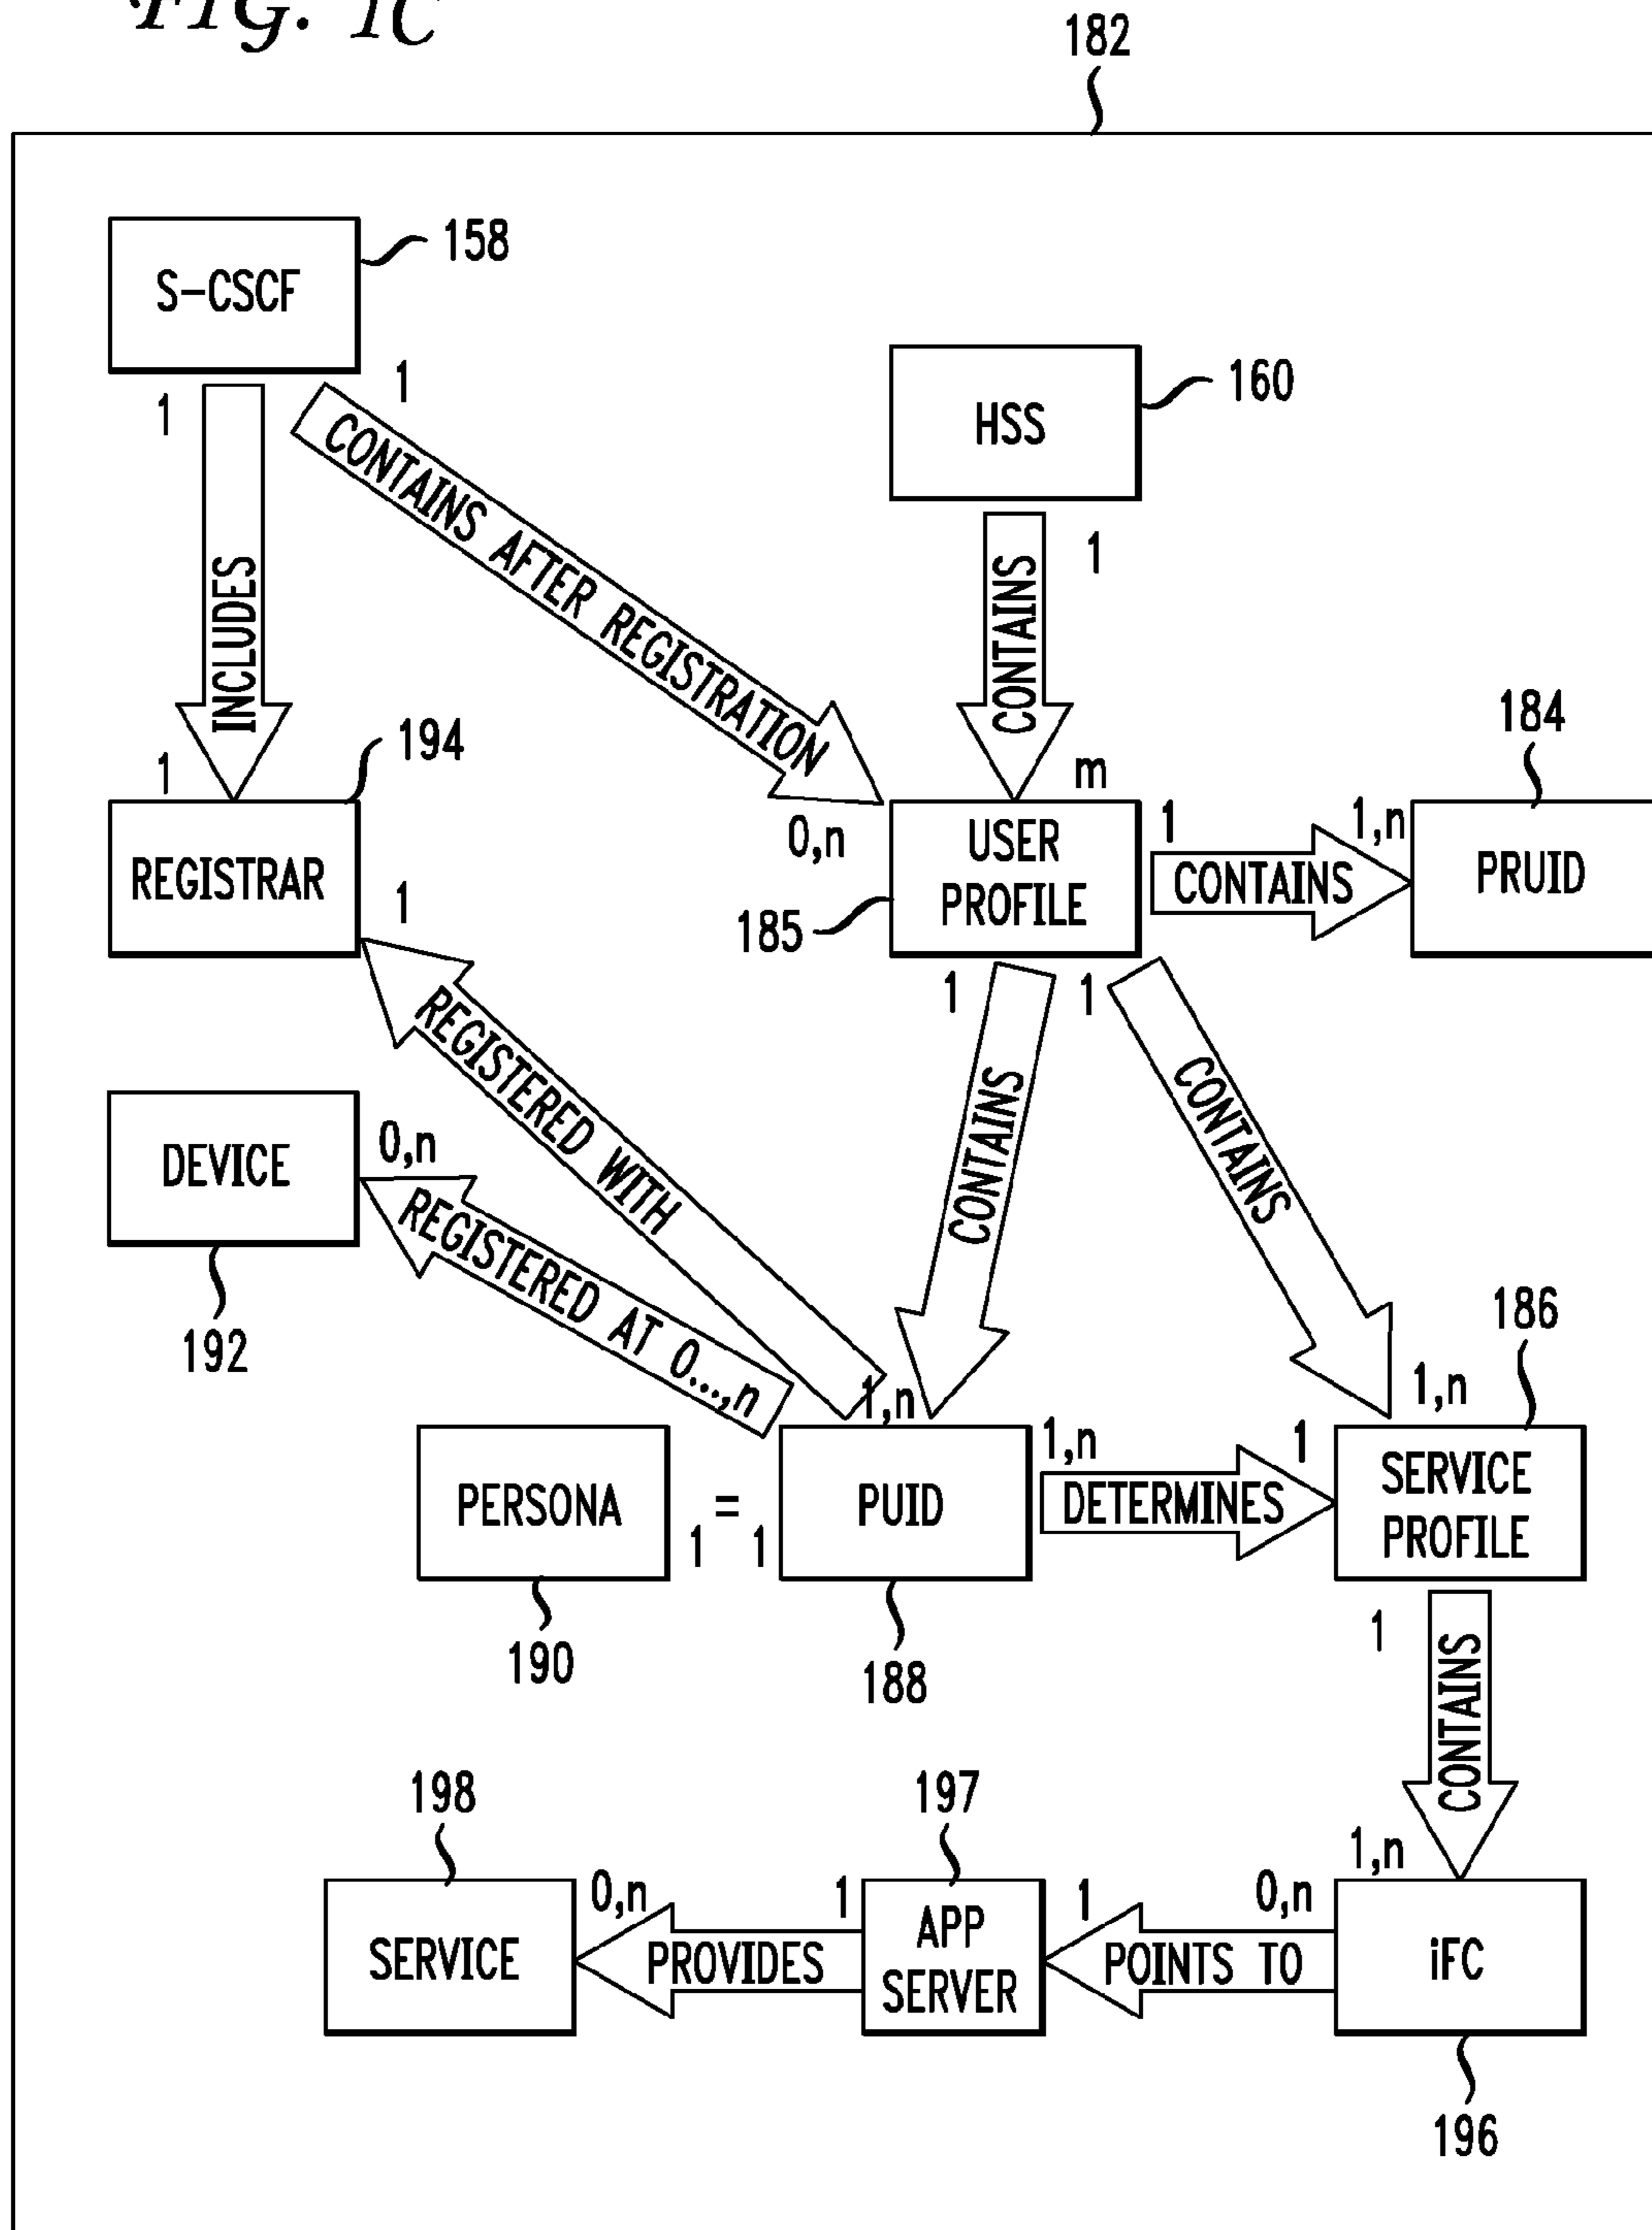 FIG. 1C
182
S-CSCF
158
1
1
HSS
160
CONTAINS AFTER REGISTRATION
INCLUDES
1
CONTAINS
1
194
m
184
REGISTRAR
0,n
USER
PROFILE
1
CONTAINS
1,n
PRUID
1
185
1
1
REGISTERED WITH
CONTAINS
CONTAINS
DEVICE
0,n
REGISTERED AT 0...,n
192
186
1,n
1,n
PERSONA
=
1
1
PUID
1,n
DETERMINES
1
SERVICE
PROFILE
190
188
1
CONTAINS
198
197
1,n
SERVICE
0,n
PROVIDES
1
APP
SERVER
1
POINTS TO
0,n
iFC
196